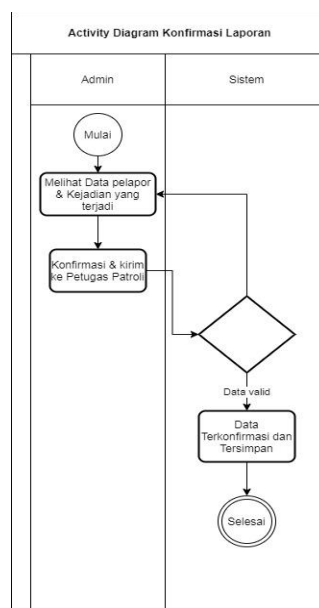 Activity Diagram Konfirmasi Laporan
Admin
Sistem
Mulai
Melihat Data pelapor
& Kejadian yang
terjadi
Konfirmasi & kirim
ke Petugas Patroli
Data valid
Data
Terkonfirmasi dan
Tersimpan
Selesai